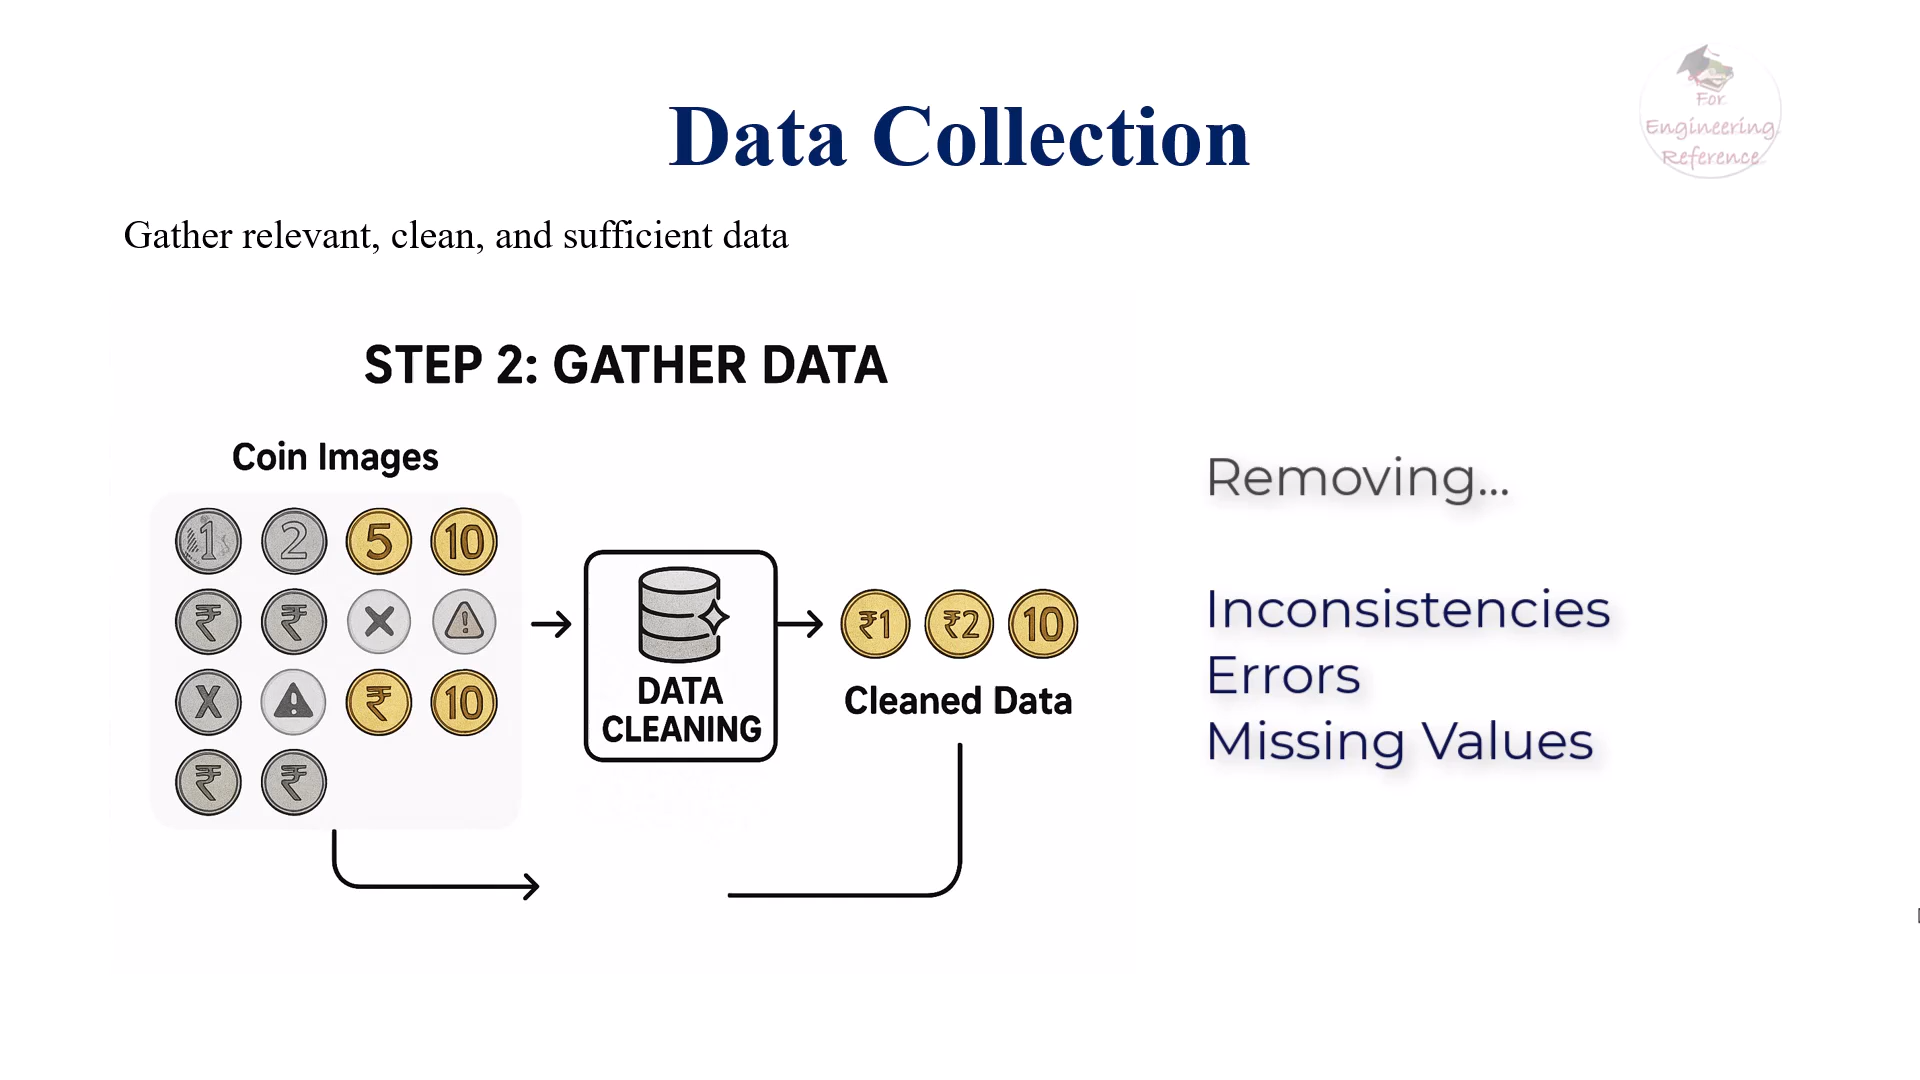 For
Engineering
Reference
Data Collection
Gather relevant, clean, and sufficient data
STEP 2: GATHER DATA
Coin Images
1 2 5 10
₹ ₹ X !
X ! ₹ 10
₹ ₹
DATA
CLEANING
₹1 ₹2 10
Cleaned Data
Removing...
Inconsistencies
Errors
Missing Values